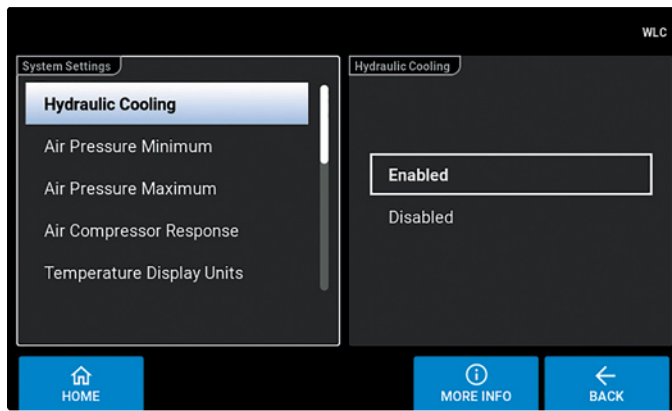 WLC
System Settings
Hydraulic Cooling
Air Pressure Minimum
Air Pressure Maximum
Air Compressor Response
Temperature Display Units
Hydraulic Cooling
Enabled
Disabled
HOME
MORE INFO
BACK